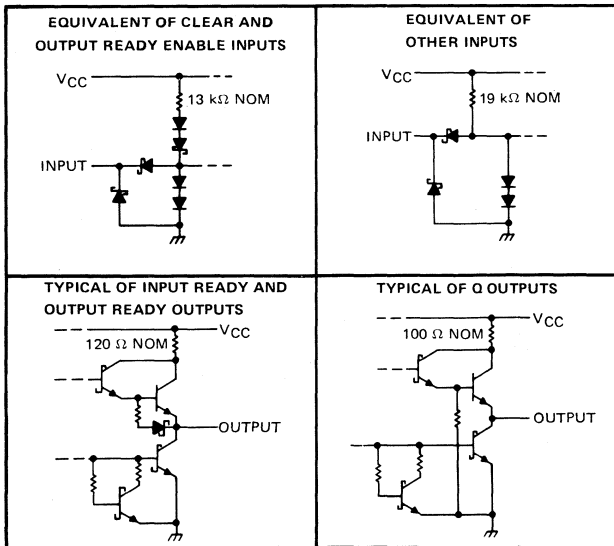 EQUIVALENT OF CLEAR AND
OUTPUT READY ENABLE INPUTS
VCC
13 kΩ NOM
INPUT
EQUIVALENT OF
OTHER INPUTS
VCC
19 kΩ NOM
INPUT
TYPICAL OF INPUT READY AND
OUTPUT READY OUTPUTS
VCC
120 Ω NOM
OUTPUT
TYPICAL OF Q OUTPUTS
VCC
100 Ω NOM
OUTPUT